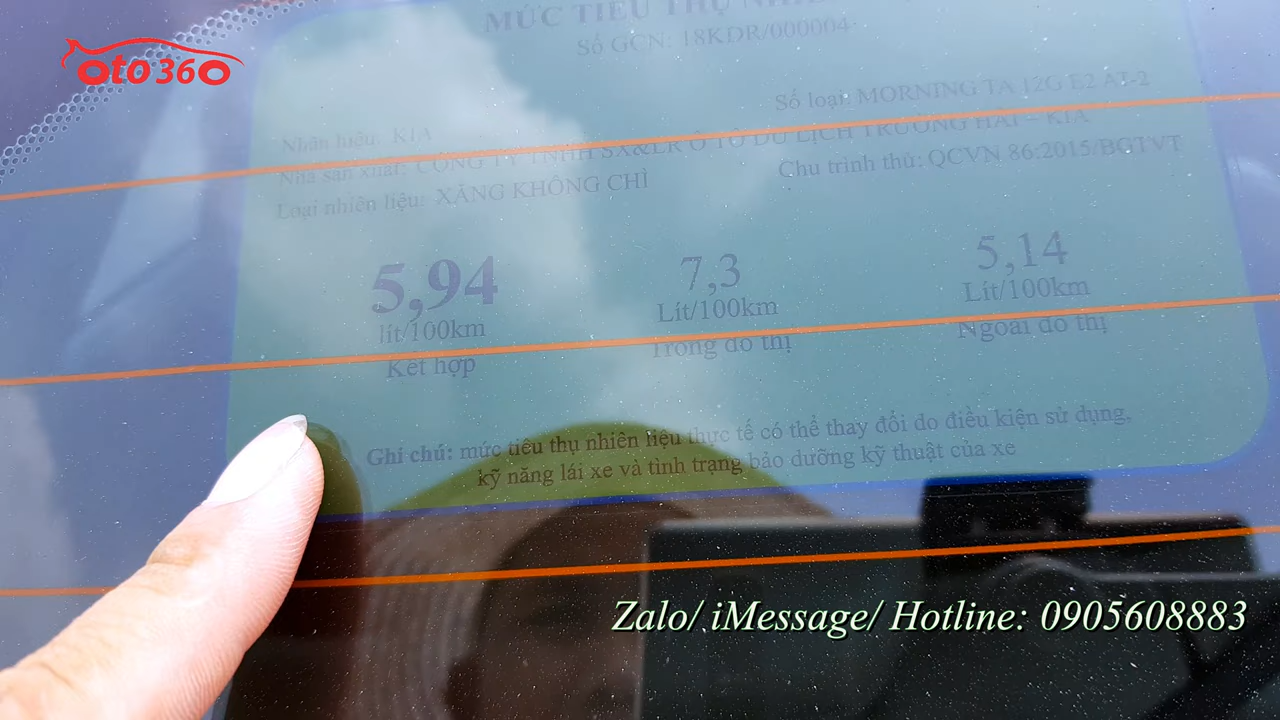 oto360
MỨC TIÊU THỤ NHIÊ
Số GCN: 18KDR/000004
Nhãn hiệu: KIA
Số loại: MORNING TA 12G E2 AT-2
Nhà sản xuất: CÔNG TY TNHH SX&LR Ô TÔ DU LỊCH TRƯỜNG HẢI – KIA
Loại nhiên liệu: XĂNG KHÔNG CHÌ
Chu trình thử: QCVN 86:2015/BGTVT
5,94
lít/100km
Kết hợp
7,3
Lít/100km
Trong đô thị
5,14
Lít/100km
Ngoài đô thị
Ghi chú: mức tiêu thụ nhiên liệu thực tế có thể thay đổi do điều kiện sử dụng,
kỹ năng lái xe và tình trạng bảo dưỡng kỹ thuật của xe
Zalo/ iMessage/ Hotline: 0905608883